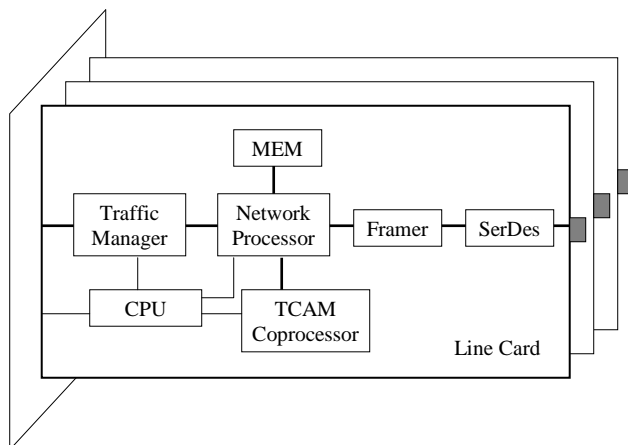 MEM
Traffic
Manager
Network
Processor
Framer
SerDes
CPU
TCAM
Coprocessor
Line Card